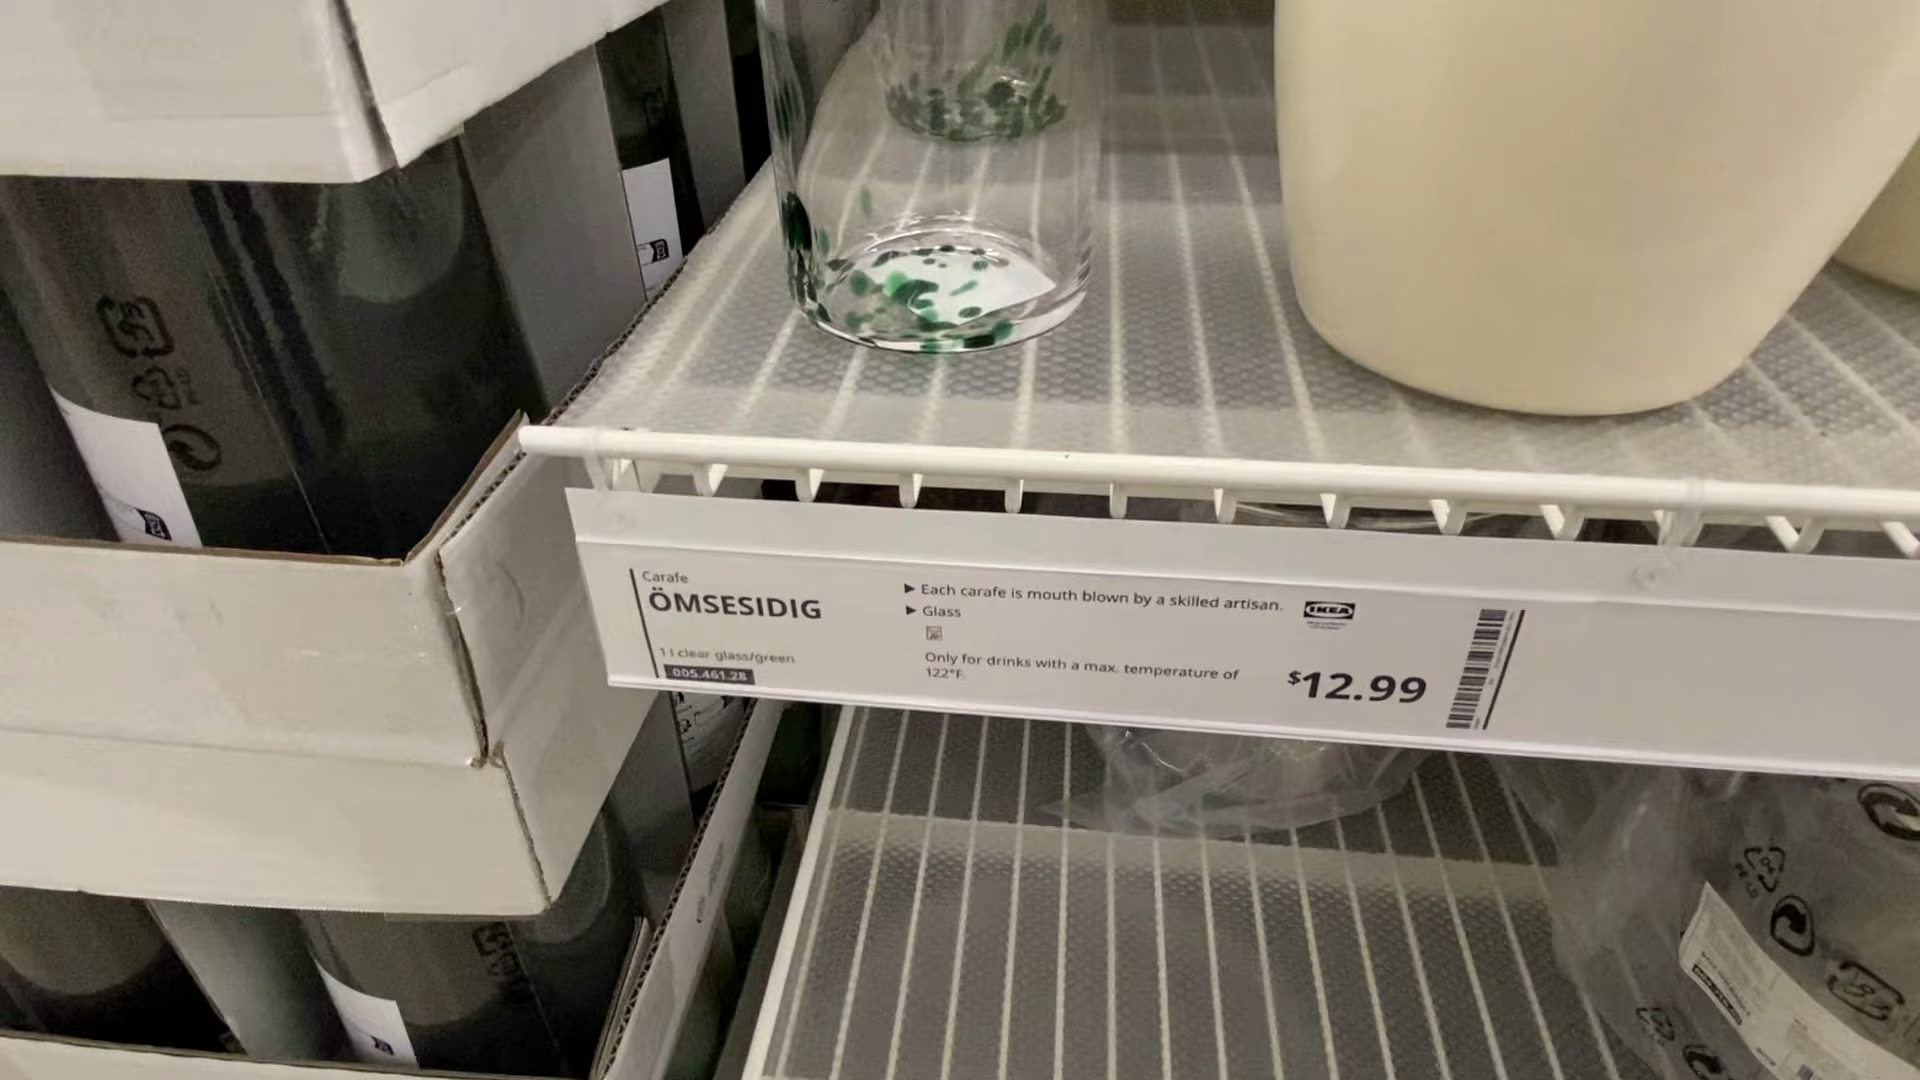 Carafe
ÖMSESIDIG
1 l clear glass/green
005.461.28
▶ Each carafe is mouth blown by a skilled artisan.
▶ Glass
Only for drinks with a max. temperature of
122°F.
IKEA
$12.99